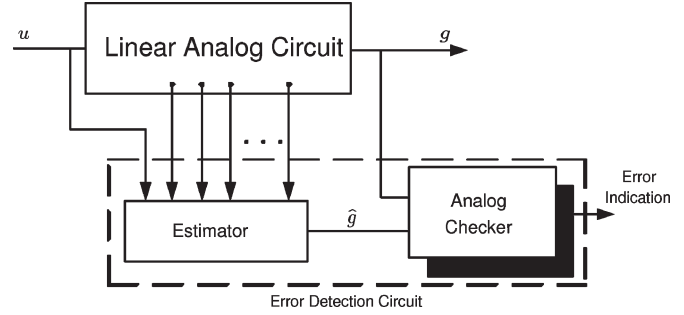 u
Linear Analog Circuit
g
. . .
Estimator
ĝ
Analog
Checker
Error
Indication
Error Detection Circuit